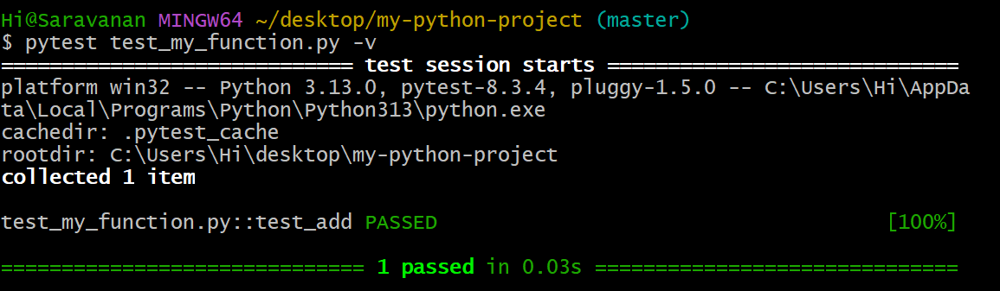 Hi@Saravanan MINGW64 ~/desktop/my-python-project (master)
$ pytest test_my_function.py -v
============================= test session starts =============================
platform win32 -- Python 3.13.0, pytest-8.3.4, pluggy-1.5.0 -- C:\Users\Hi\AppDa
ta\Local\Programs\Python\Python313\python.exe
cachedir: .pytest_cache
rootdir: C:\Users\Hi\desktop\my-python-project
collected 1 item
test_my_function.py::test_add PASSED [100%]
============================== 1 passed in 0.03s ==============================